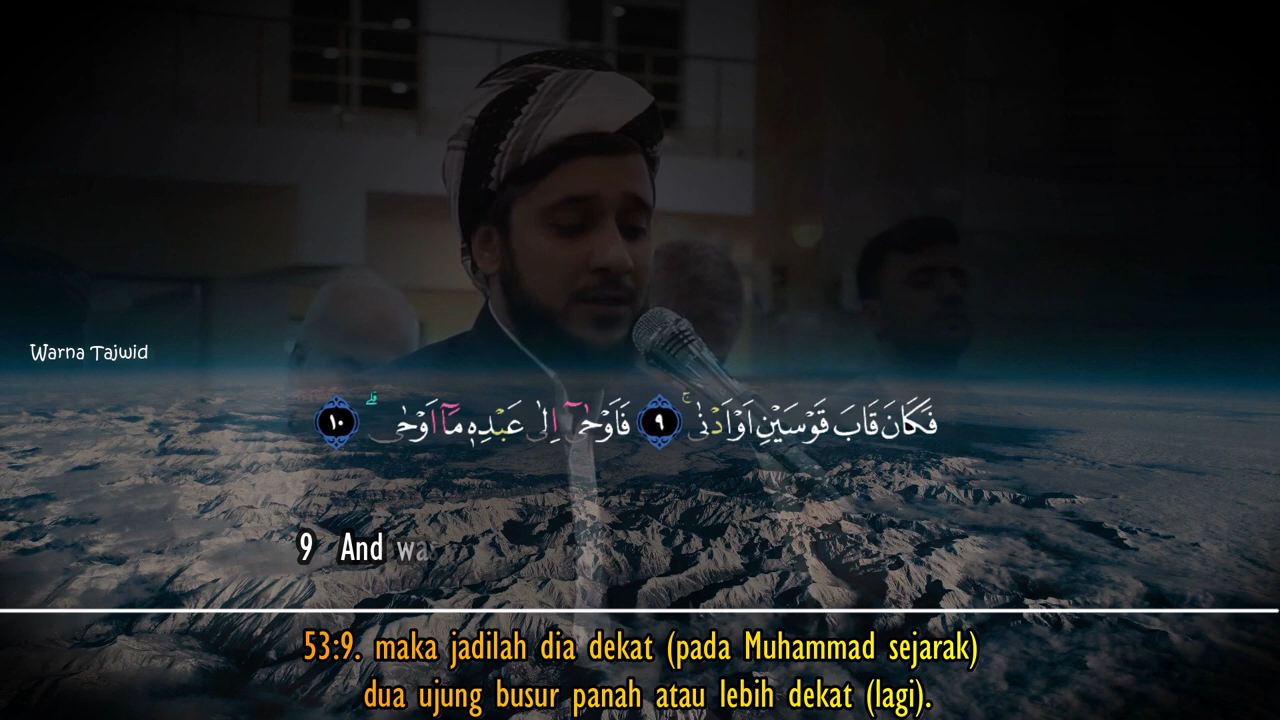 Warna Tajwid
فَكَانَ قَابَ قَوْسَيْنِ اَوْ اَدْنٰىۚ ٩ فَاَوْحٰىٓ اِلٰى عَبْدِهٖ مَآ اَوْحٰىۗ ١٠
9 And wa
53:9. maka jadilah dia dekat (pada Muhammad sejarak)
dua ujung busur panah atau lebih dekat (lagi).